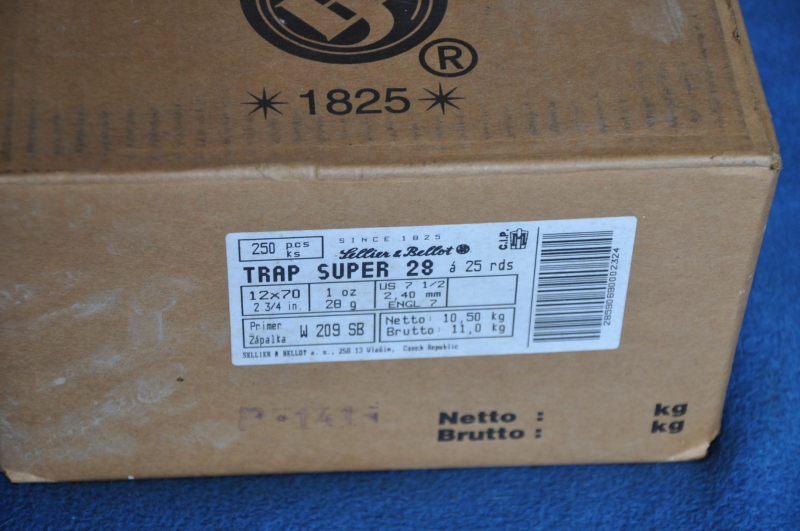 ®
1825
250 pcs
ks
SINCE 1825
Sellier & Bellot
C.I.P.
TRAP SUPER 28 á 25 rds
12x70
2 3/4 in.
1 oz
28 g
US 7 1/2
2,40 mm
ENGL 7
Primer
Zápalka
W 209 SB
Netto: 10,50 kg
Brutto: 11,0 kg
SELLIER & BELLOT a. s., 258 13 Vlašim, Czech Republic
Netto : kg
Brutto : kg